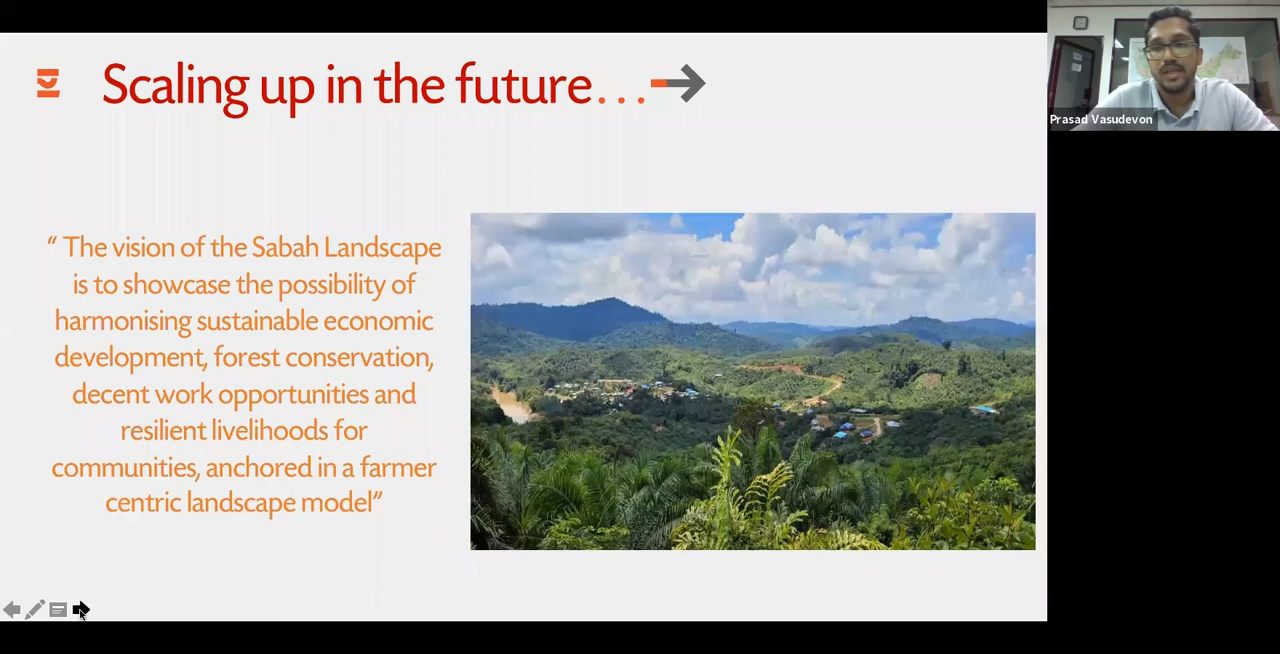 Scaling up in the future...
“ The vision of the Sabah Landscape
is to showcase the possibility of
harmonising sustainable economic
development, forest conservation,
decent work opportunities and
resilient livelihoods for
communities, anchored in a farmer
centric landscape model”
Prasad Vasudevon